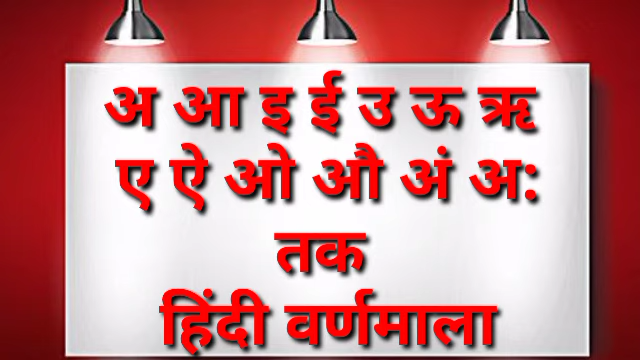 अ आ इ ई उ ऊ ऋ
ए ऐ ओ औ अं अ:
तक
हिंदी वर्णमाला